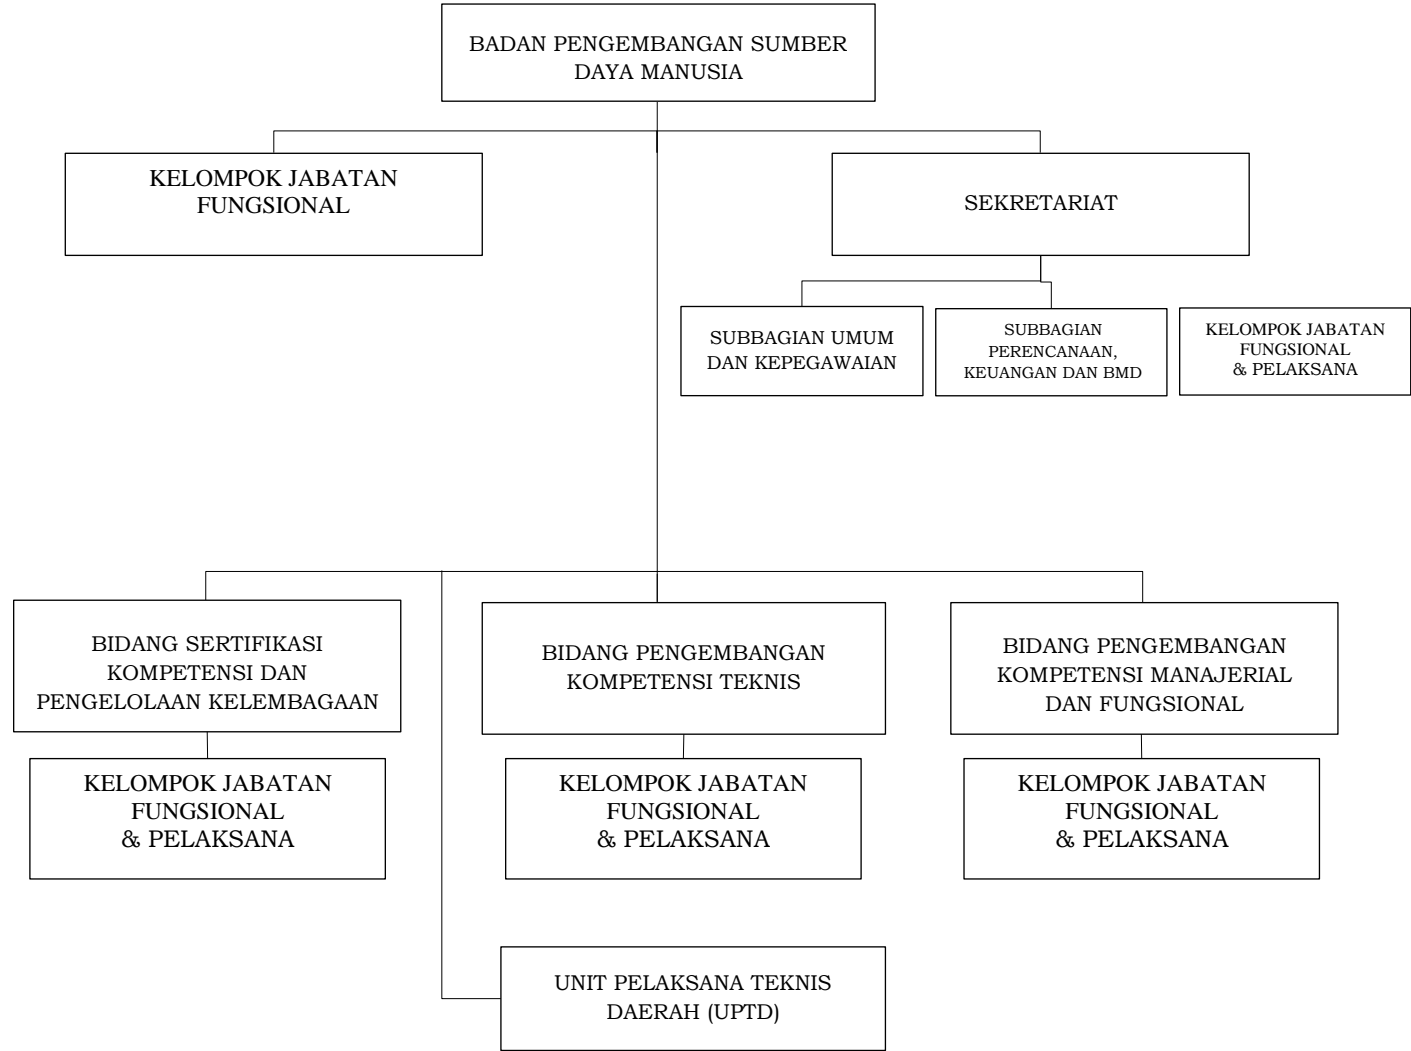 BADAN PENGEMBANGAN SUMBER
DAYA MANUSIA
KELOMPOK JABATAN
FUNGSIONAL
SEKRETARIAT
SUBBAGIAN UMUM
DAN KEPEGAWAIAN
SUBBAGIAN
PERENCANAAN,
KEUANGAN DAN BMD
KELOMPOK JABATAN
FUNGSIONAL
& PELAKSANA
BIDANG SERTIFIKASI
KOMPETENSI DAN
PENGELOLAAN KELEMBAGAAN
BIDANG PENGEMBANGAN
KOMPETENSI TEKNIS
BIDANG PENGEMBANGAN
KOMPETENSI MANAJERIAL
DAN FUNGSIONAL
KELOMPOK JABATAN
FUNGSIONAL
& PELAKSANA
KELOMPOK JABATAN
FUNGSIONAL
& PELAKSANA
KELOMPOK JABATAN
FUNGSIONAL
& PELAKSANA
UNIT PELAKSANA TEKNIS
DAERAH (UPTD)